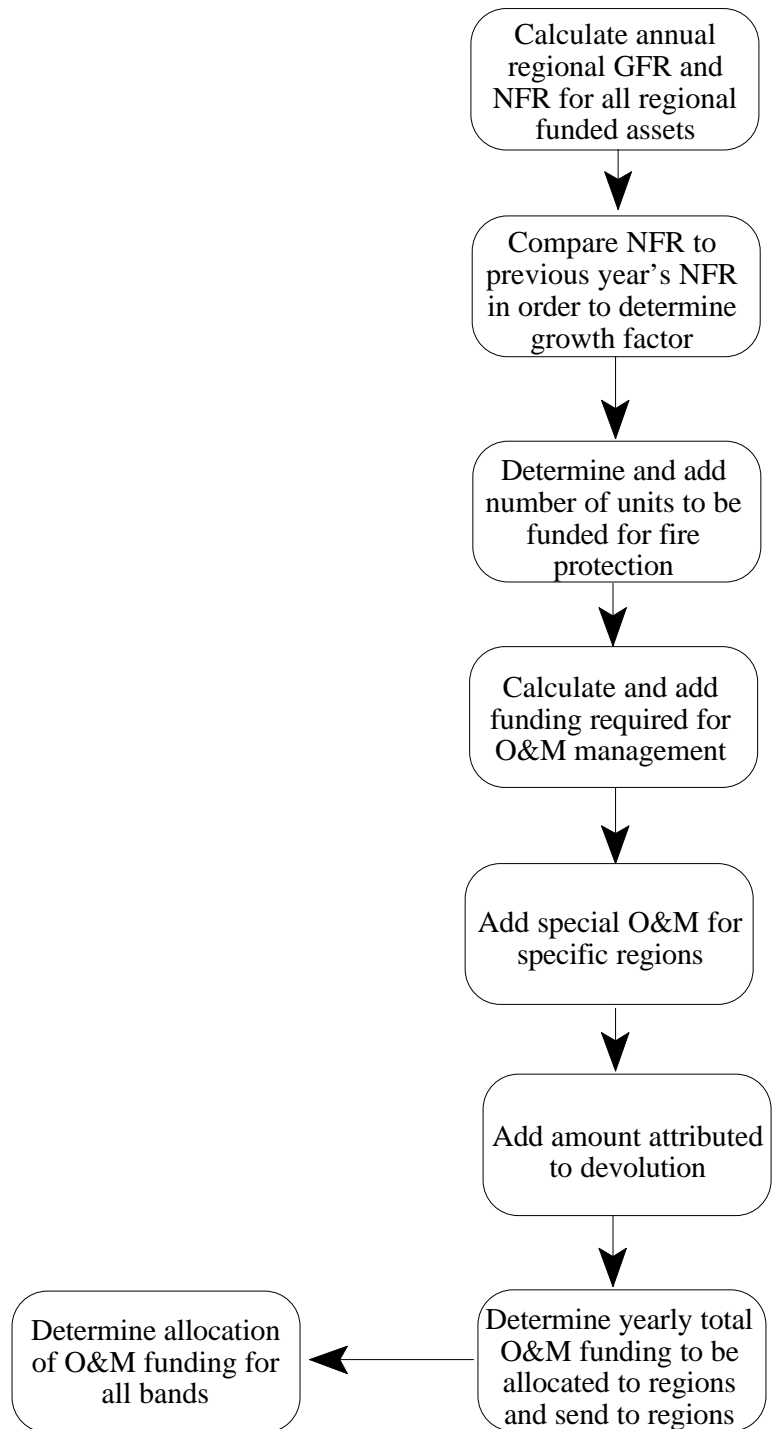 Calculate annual
regional GFR and
NFR for all regional
funded assets
Compare NFR to
previous year's NFR
in order to determine
growth factor
Determine and add
number of units to be
funded for fire
protection
Calculate and add
funding required for
O&M management
Add special O&M for
specific regions
Add amount attributed
to devolution
Determine yearly total
O&M funding to be
allocated to regions
and send to regions
Determine allocation
of O&M funding for
all bands